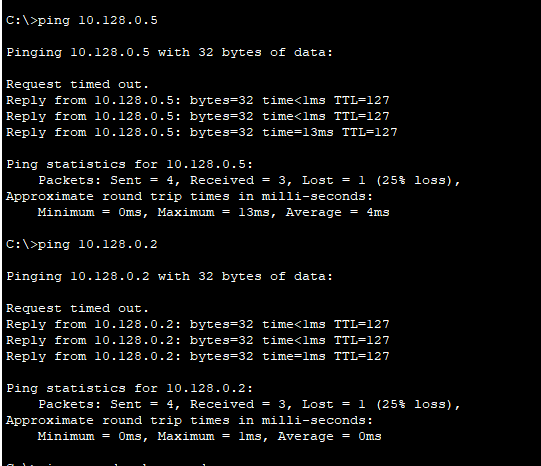 C:\>ping 10.128.0.5
Pinging 10.128.0.5 with 32 bytes of data:
Request timed out.
Reply from 10.128.0.5: bytes=32 time<1ms TTL=127
Reply from 10.128.0.5: bytes=32 time<1ms TTL=127
Reply from 10.128.0.5: bytes=32 time=13ms TTL=127
Ping statistics for 10.128.0.5:
    Packets: Sent = 4, Received = 3, Lost = 1 (25% loss),
Approximate round trip times in milli-seconds:
    Minimum = 0ms, Maximum = 13ms, Average = 4ms
C:\>ping 10.128.0.2
Pinging 10.128.0.2 with 32 bytes of data:
Request timed out.
Reply from 10.128.0.2: bytes=32 time<1ms TTL=127
Reply from 10.128.0.2: bytes=32 time<1ms TTL=127
Reply from 10.128.0.2: bytes=32 time=1ms TTL=127
Ping statistics for 10.128.0.2:
    Packets: Sent = 4, Received = 3, Lost = 1 (25% loss),
Approximate round trip times in milli-seconds:
    Minimum = 0ms, Maximum = 1ms, Average = 0ms